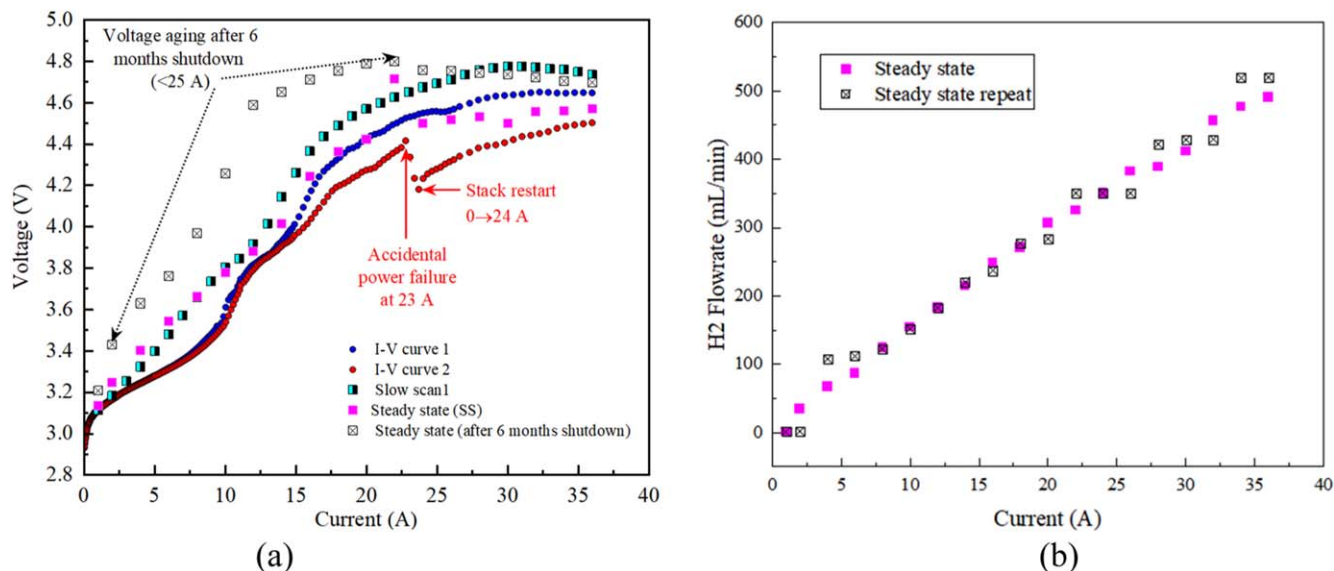 5.0
4.8
4.6
4.4
4.2
4.0
3.8
3.6
3.4
3.2
3.0
2.8
Voltage (V)
Voltage aging after 6
months shutdown
(<25 A)
Stack restart
0→24 A
Accidental
power failure
at 23 A
I-V curve 1
I-V curve 2
Slow scan1
Steady state (SS)
Steady state (after 6 months shutdown)
0 5 10 15 20 25 30 35 40
Current (A)
(a)
600
500
400
300
200
100
0
H2 Flowrate (mL/min)
Steady state
Steady state repeat
0 5 10 15 20 25 30 35 40
Current (A)
(b)